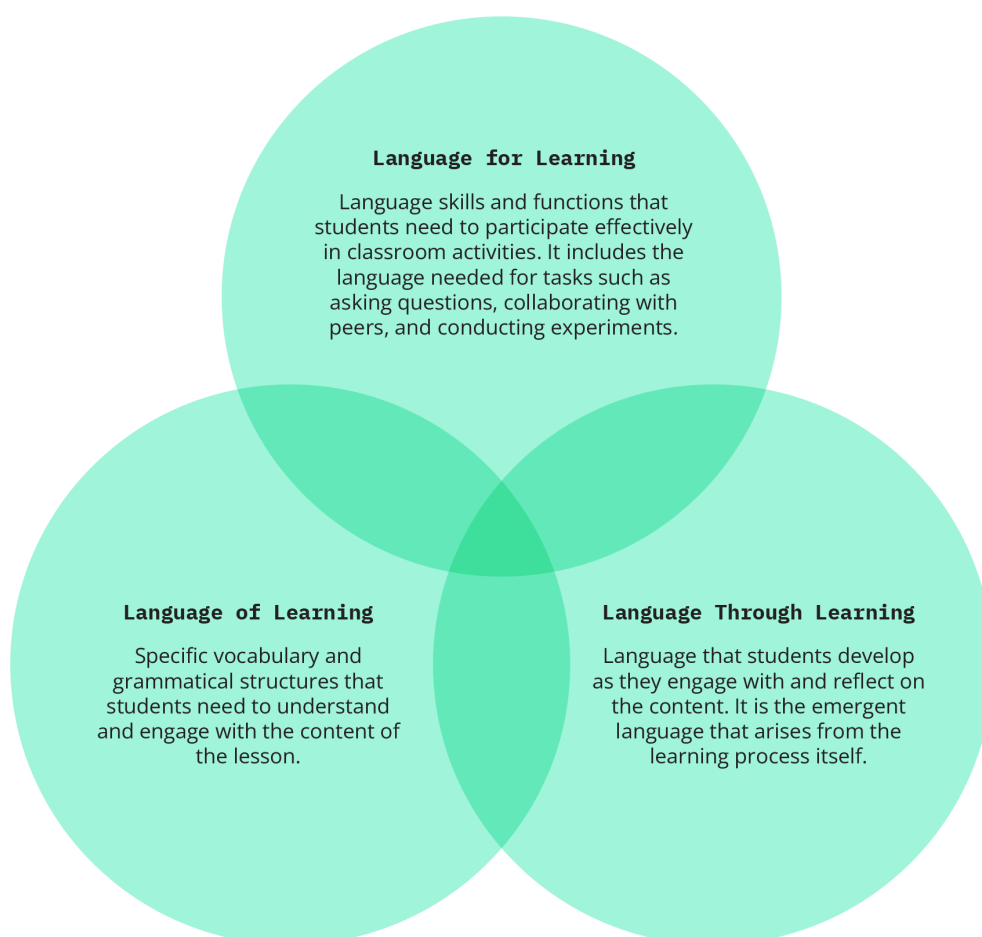 Language for Learning
Language skills and functions that
students need to participate effectively
in classroom activities. It includes the
language needed for tasks such as
asking questions, collaborating with
peers, and conducting experiments.
Language of Learning
Specific vocabulary and
grammatical structures that
students need to understand
and engage with the content of
the lesson.
Language Through Learning
Language that students develop
as they engage with and reflect on
the content. It is the emergent
language that arises from the
learning process itself.